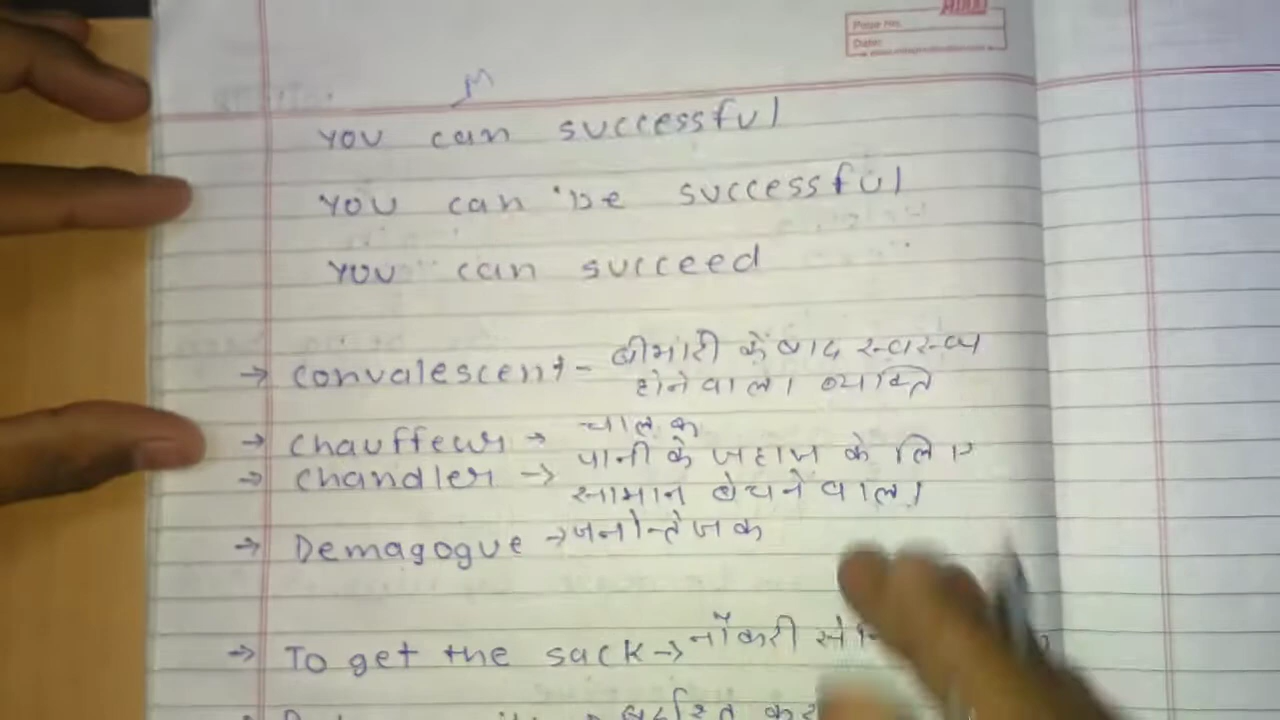 Page No.
Date:
M
You can successful
You can be successful
You can succeed
→ Convalescent - बीमारी के बाद स्वस्थ्य
होने वाला व्यक्ति
→ Chauffeur → चालक
→ Chandler → पानी के जहाज के लिए
सामान बेचने वाला
→ Demagogue → जनोत्तेजक
→ To get the sack → नौकरी से